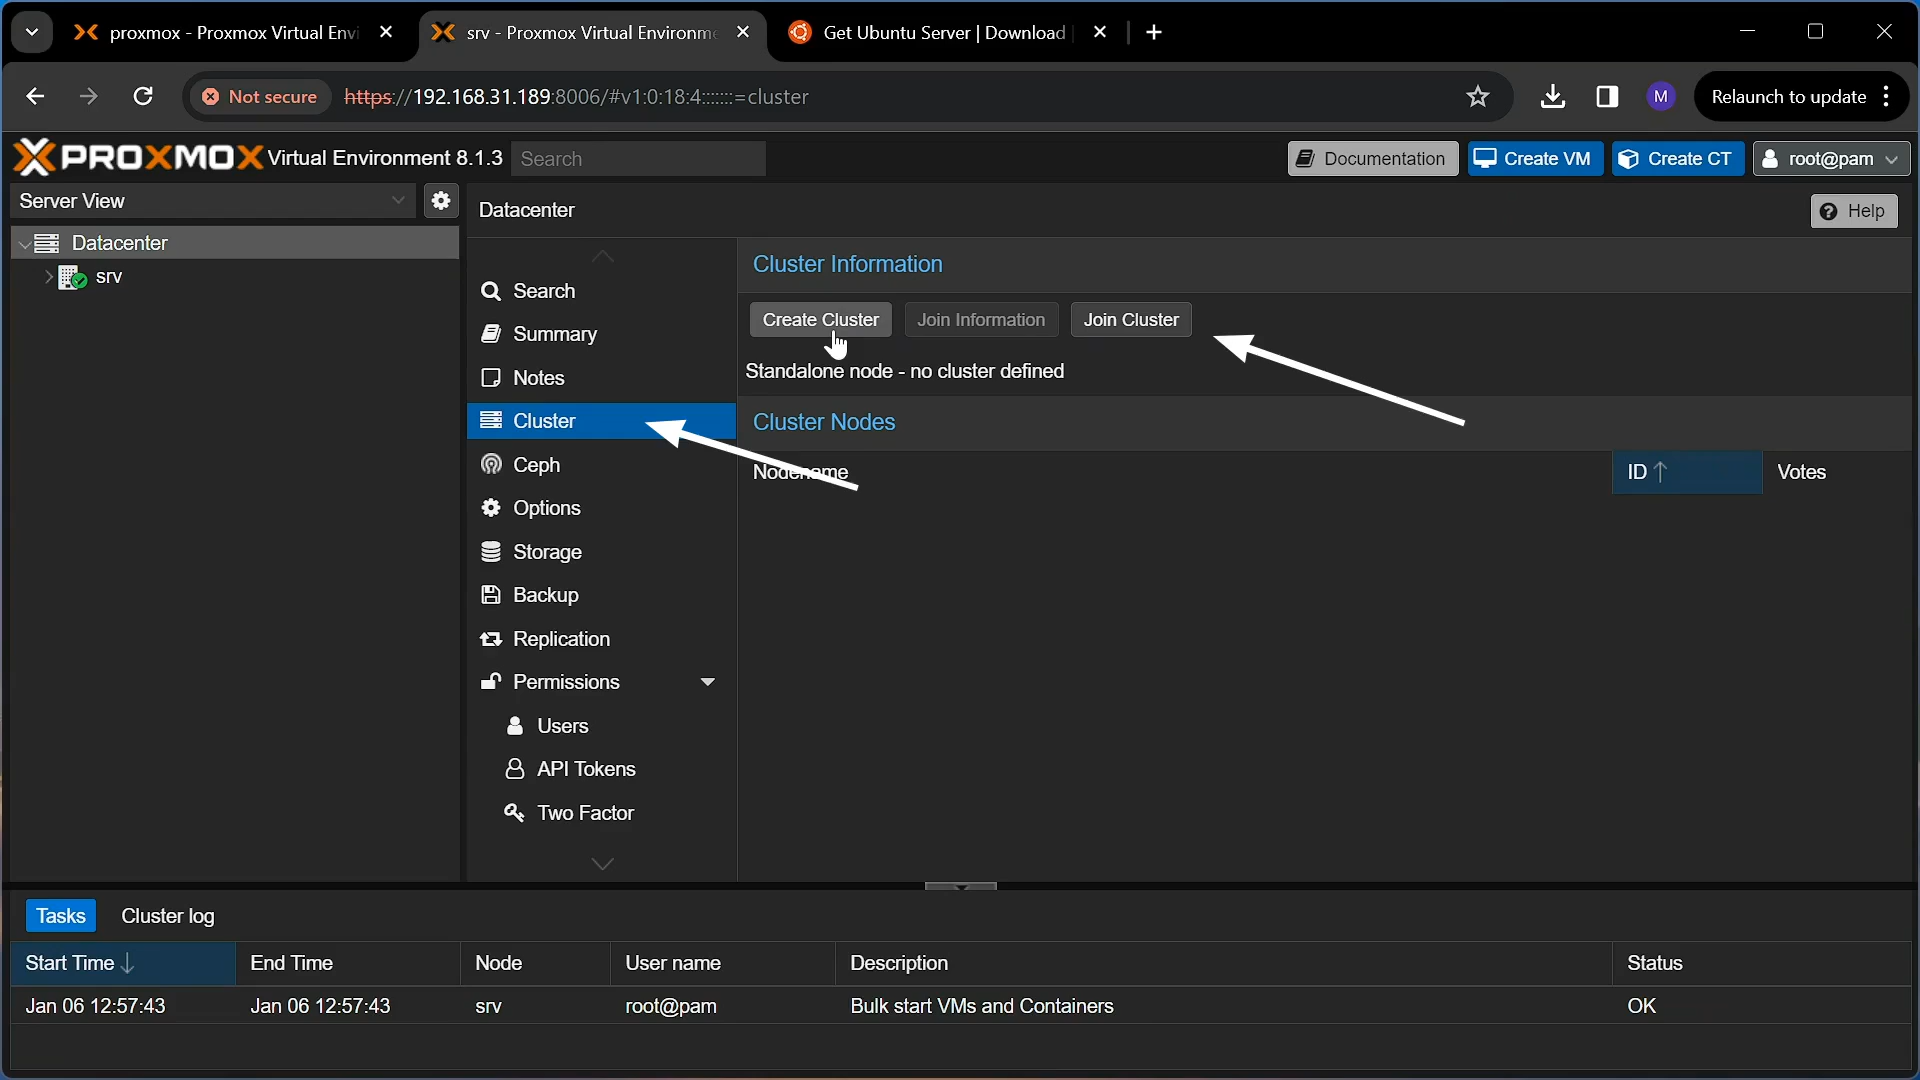 proxmox - Proxmox Virtual Envi
srv - Proxmox Virtual Environme
Get Ubuntu Server | Download
Not secure
https://192.168.31.189:8006/#v1:0:18:4:::::::=cluster
M
Relaunch to update
PROXMOX Virtual Environment 8.1.3
Search
Documentation
Create VM
Create CT
root@pam
Server View
Datacenter
Help
Datacenter
srv
Search
Summary
Notes
Cluster
Ceph
Options
Storage
Backup
Replication
Permissions
Users
API Tokens
Two Factor
Cluster Information
Create Cluster
Join Information
Join Cluster
Standalone node - no cluster defined
Cluster Nodes
Nodename
ID
Votes
Tasks
Cluster log
Start Time
End Time
Node
User name
Description
Status
Jan 06 12:57:43
Jan 06 12:57:43
srv
root@pam
Bulk start VMs and Containers
OK